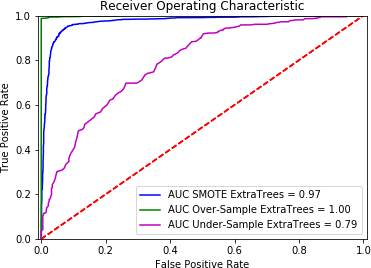 Receiver Operating Characteristic
1.0
0.8
0.6
0.4
0.2
0.0
True Positive Rate
AUC SMOTE ExtraTrees = 0.97
AUC Over-Sample ExtraTrees = 1.00
AUC Under-Sample ExtraTrees = 0.79
0.0 0.2 0.4 0.6 0.8 1.0
False Positive Rate